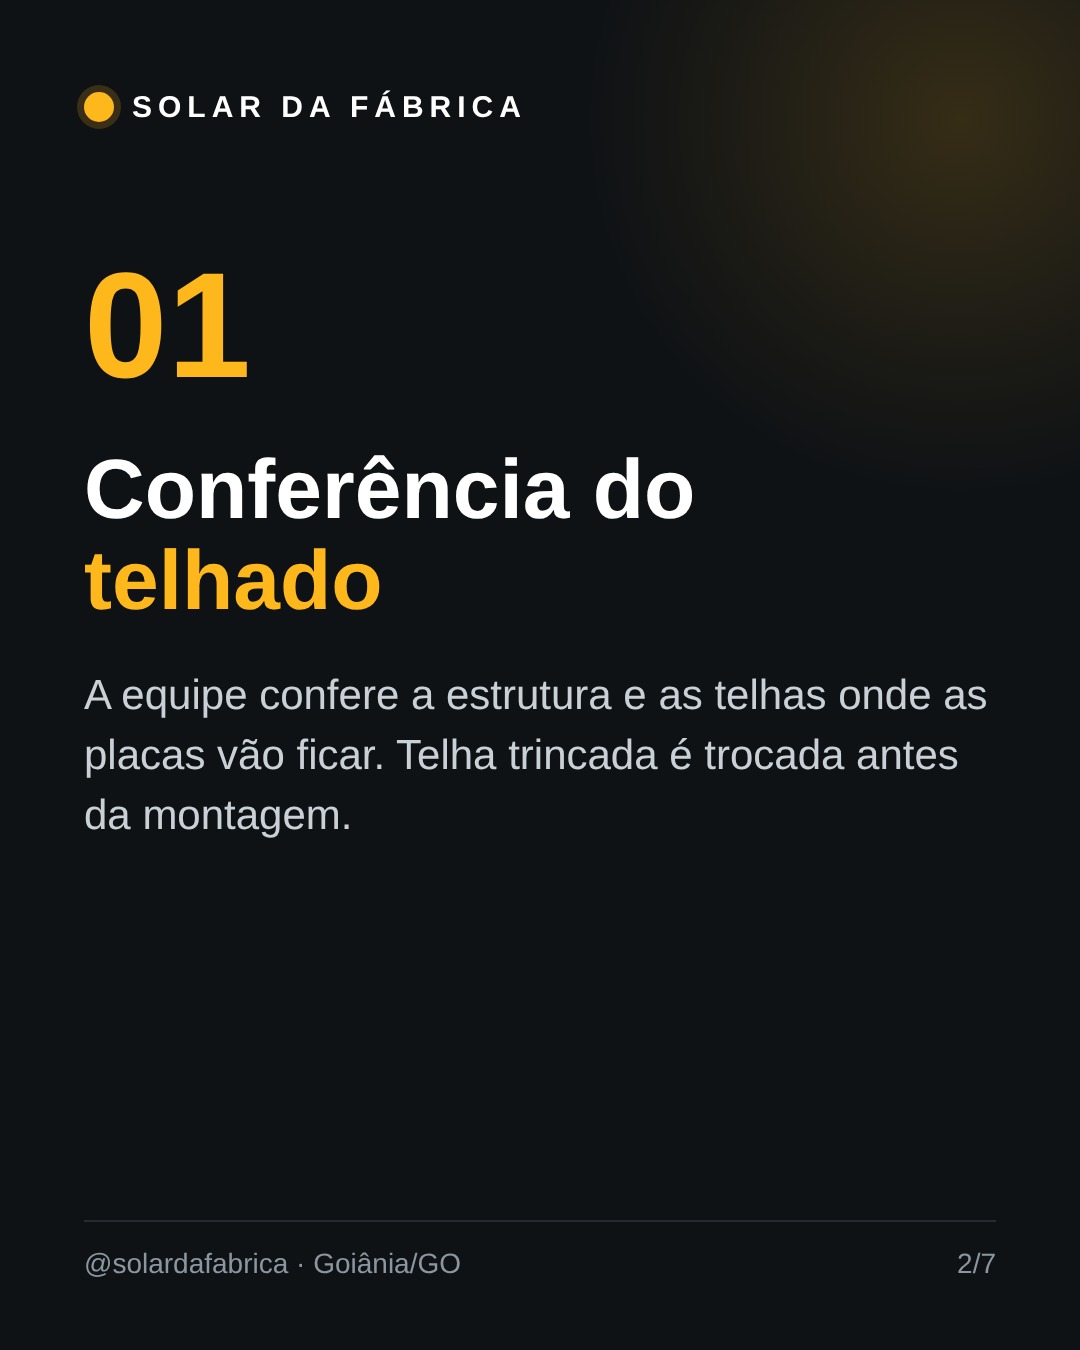 SOLAR DA FÁBRICA
01
Conferência do
telhado
A equipe confere a estrutura e as telhas onde as
placas vão ficar. Telha trincada é trocada antes
da montagem.
@solardafabrica · Goiânia/GO
2/7